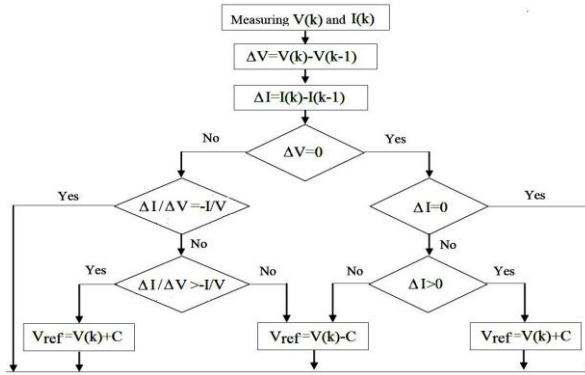 Measuring V(k) and I(k)
ΔV=V(k)-V(k-1)
ΔI=I(k)-I(k-1)
No
Yes
ΔV=0
Yes
ΔI/ΔV=-I/V
ΔI=0
Yes
No
No
Yes
ΔI/ΔV>-I/V
No
No
ΔI>0
Yes
Vref=V(k)+C
Vref=V(k)-C
Vref=V(k)+C